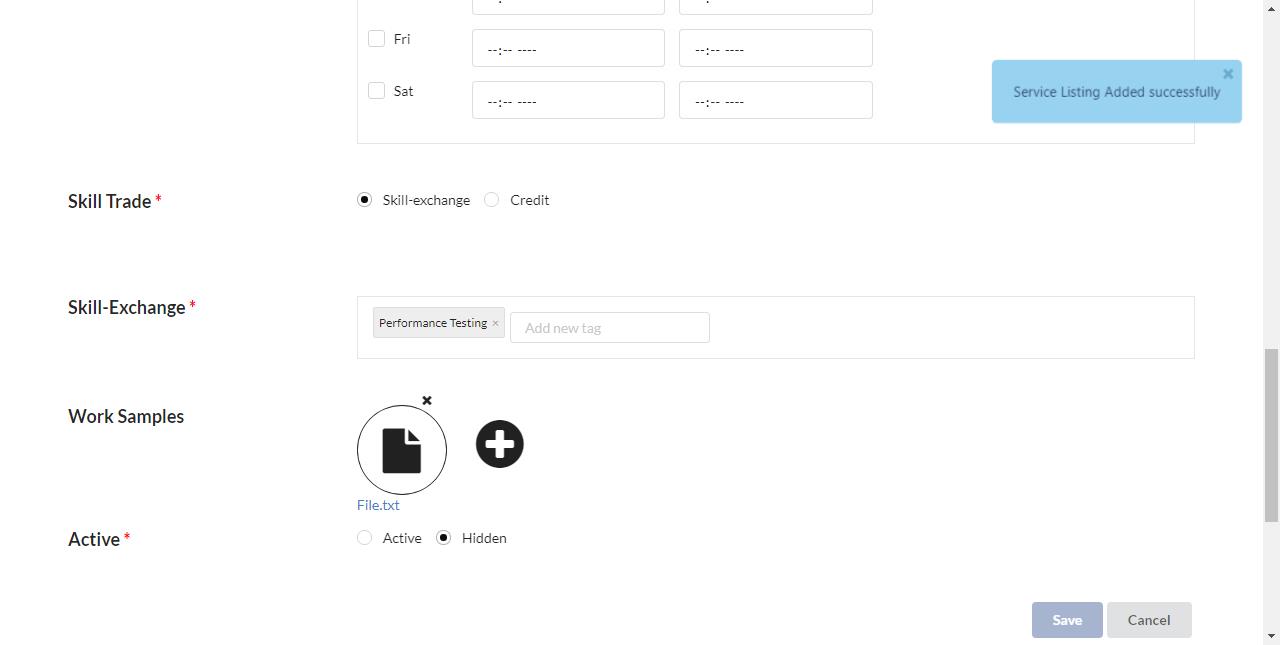 Fri
--:-- ----
--:-- ----
Service Listing Added successfully
Sat
--:-- ----
--:-- ----
Skill Trade *
Skill-exchange
Credit
Skill-Exchange *
Performance Testing ×
Add new tag
Work Samples
File.txt
Active *
Active
Hidden
Save
Cancel